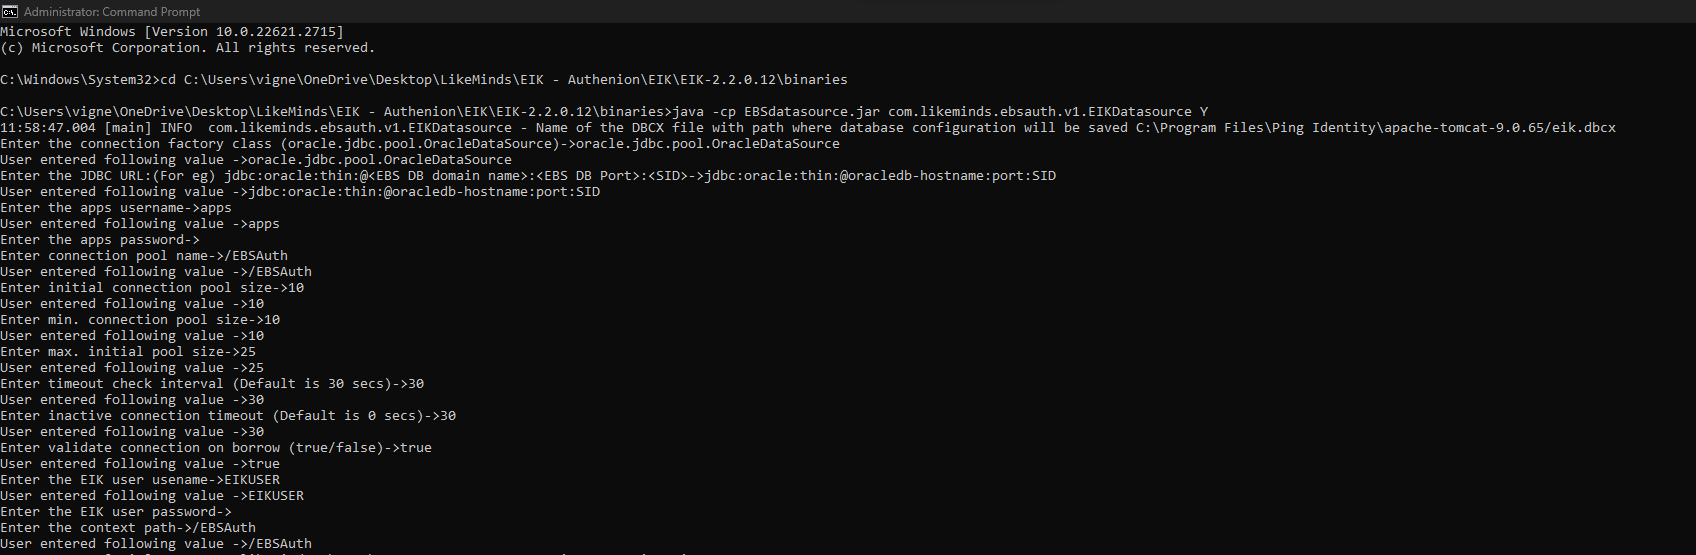 Administrator: Command Prompt
Microsoft Windows [Version 10.0.22621.2715]
(c) Microsoft Corporation. All rights reserved.
C:\Windows\System32>cd C:\Users\vigne\OneDrive\Desktop\LikeMinds\EIK - Authenion\EIK\EIK-2.2.0.12\binaries
C:\Users\vigne\OneDrive\Desktop\LikeMinds\EIK - Authenion\EIK\EIK-2.2.0.12\binaries>java -cp EBSdatasource.jar com.likeminds.ebsauth.v1.EIKDatasource Y
11:58:47.004 [main] INFO  com.likeminds.ebsauth.v1.EIKDatasource - Name of the DBCX file with path where database configuration will be saved C:\Program Files\Ping Identity\apache-tomcat-9.0.65/eik.dbcx
Enter the connection factory class (oracle.jdbc.pool.OracleDataSource)->oracle.jdbc.pool.OracleDataSource
User entered following value ->oracle.jdbc.pool.OracleDataSource
Enter the JDBC URL:(For eg) jdbc:oracle:thin:@<EBS DB domain name>:<EBS DB Port>:<SID>->jdbc:oracle:thin:@oracledb-hostname:port:SID
User entered following value ->jdbc:oracle:thin:@oracledb-hostname:port:SID
Enter the apps username->apps
User entered following value ->apps
Enter the apps password->
Enter connection pool name->/EBSAuth
User entered following value ->/EBSAuth
Enter initial connection pool size->10
User entered following value ->10
Enter min. connection pool size->10
User entered following value ->10
Enter max. initial pool size->25
User entered following value ->25
Enter timeout check interval (Default is 30 secs)->30
User entered following value ->30
Enter inactive connection timeout (Default is 0 secs)->30
User entered following value ->30
Enter validate connection on borrow (true/false)->true
User entered following value ->true
Enter the EIK user usename->EIKUSER
User entered following value ->EIKUSER
Enter the EIK user password->
Enter the context path->/EBSAuth
User entered following value ->/EBSAuth